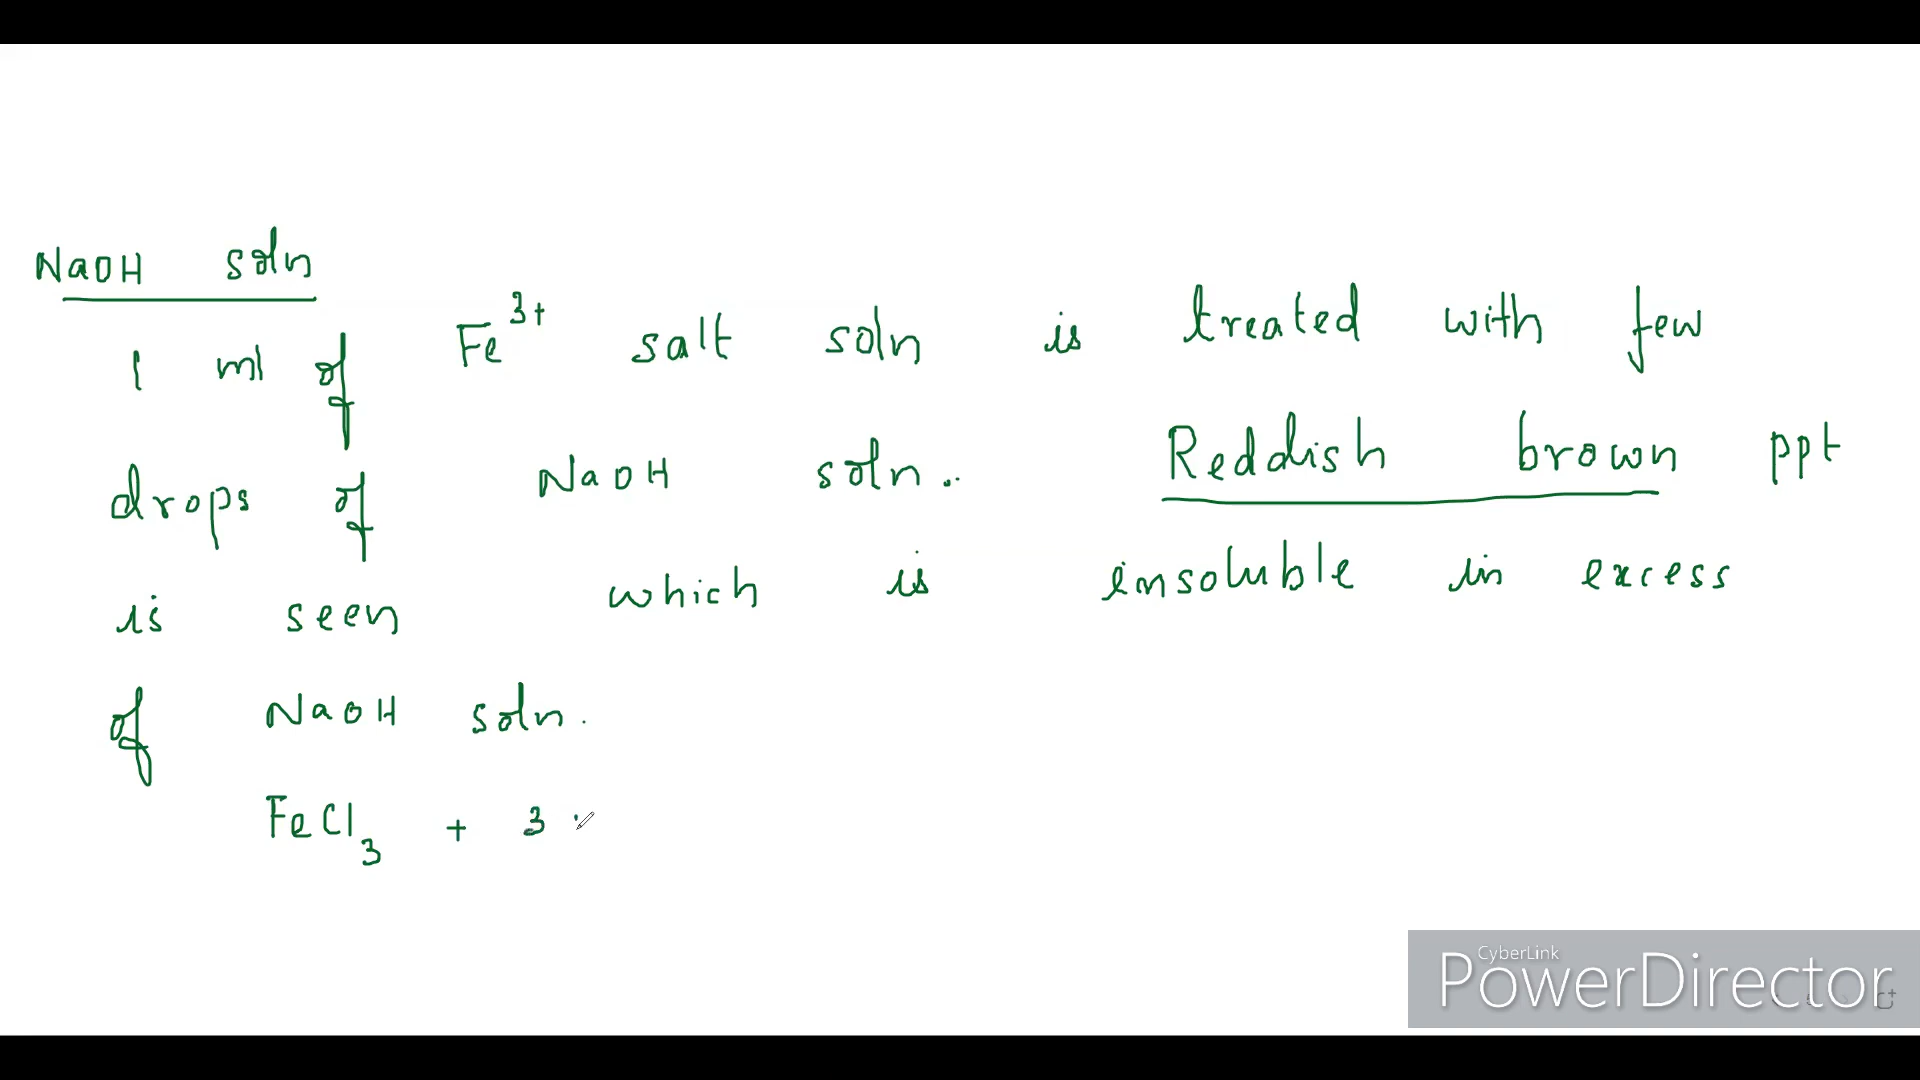 NaOH soln
1 ml of Fe³⁺ salt soln is treated with few
drops of NaOH soln.. Reddish brown ppt
is seen which is insoluble in excess
of NaOH soln.
FeCl₃ + 3
CyberLink
PowerDirector